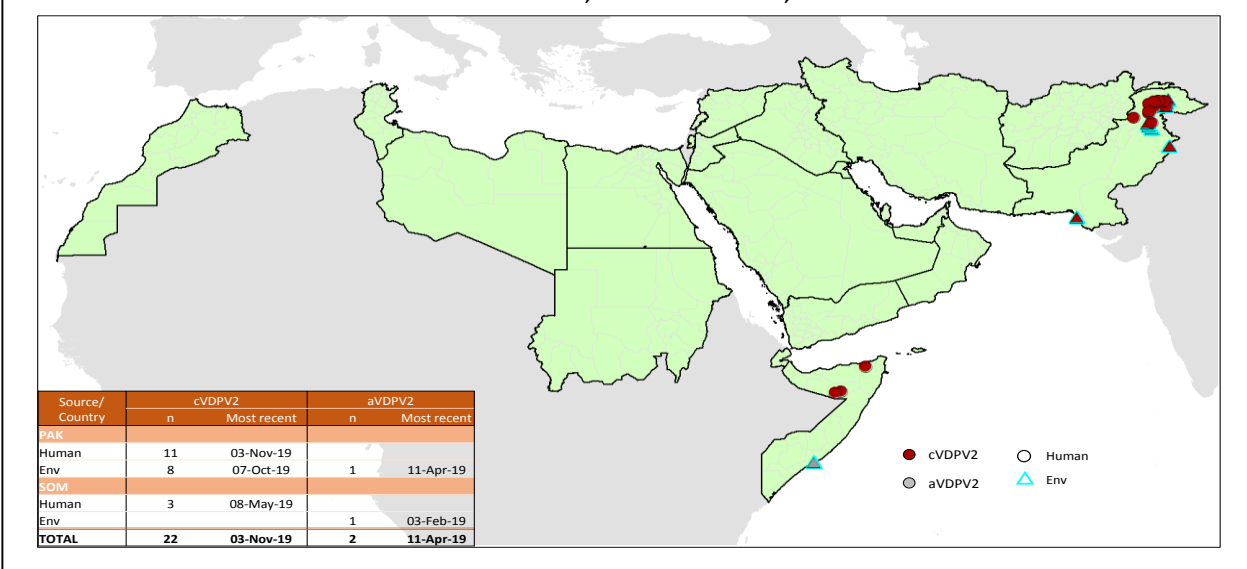 Source/ Country cVDPV2 aVDPV2
n Most recent n Most recent
PAK
Human 11 03-Nov-19
Env 8 07-Oct-19 1 11-Apr-19
SOM
Human 3 08-May-19
Env 1 03-Feb-19
TOTAL 22 03-Nov-19 2 11-Apr-19
cVDPV2 Human
aVDPV2 Env